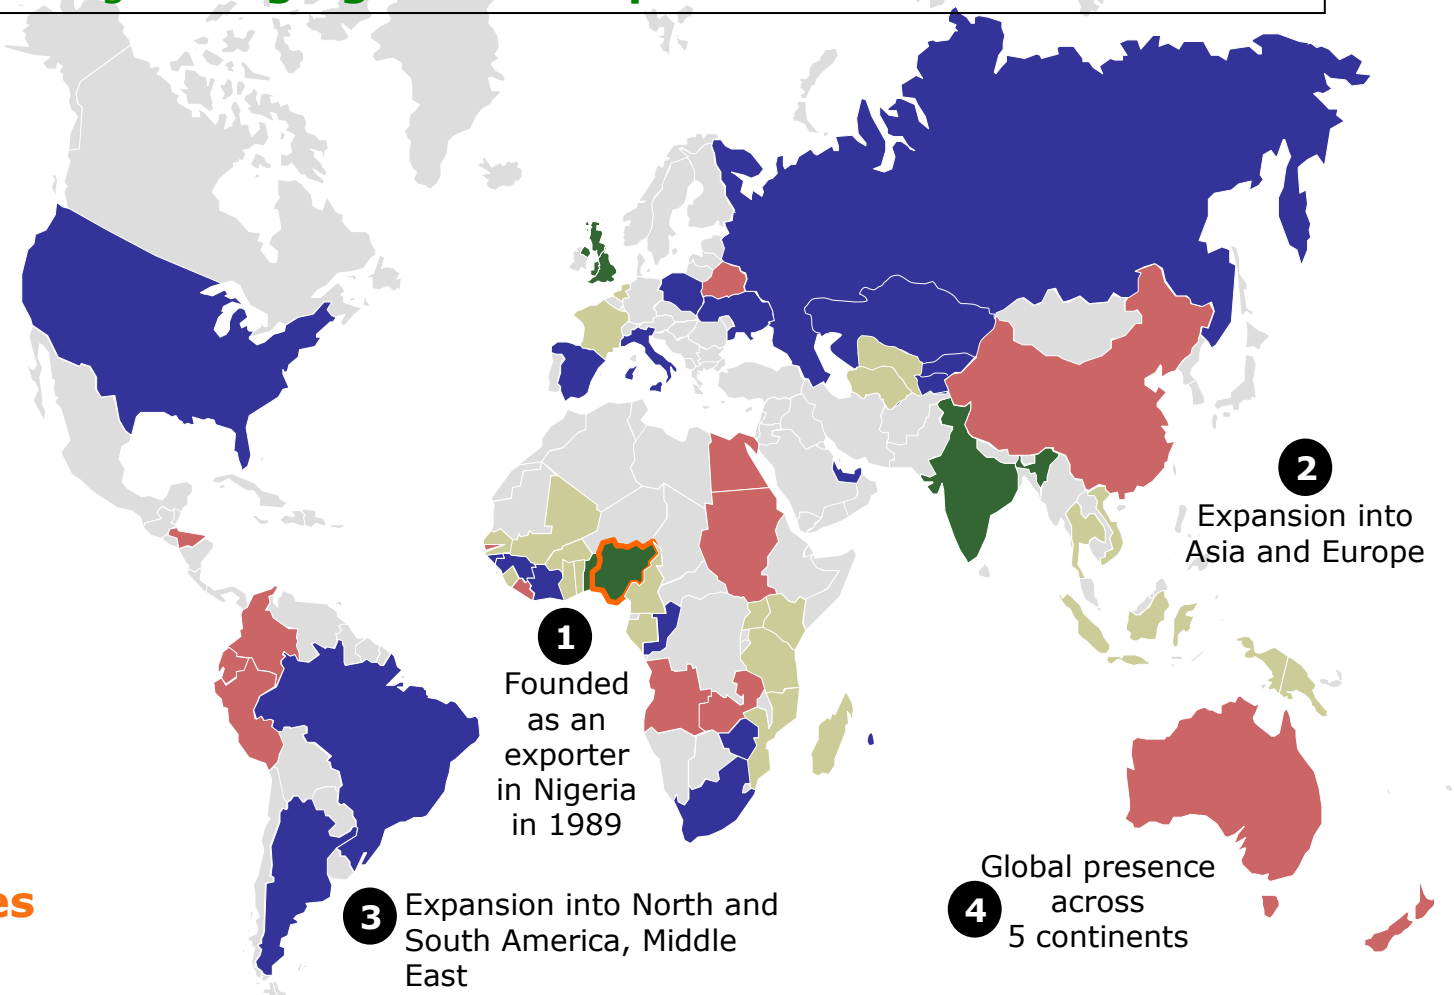 2
Expansion into
Asia and Europe
1
Founded
as an
exporter
in Nigeria
in 1989
3
Expansion into North and
South America, Middle
East
4
Global presence
across
5 continents
es